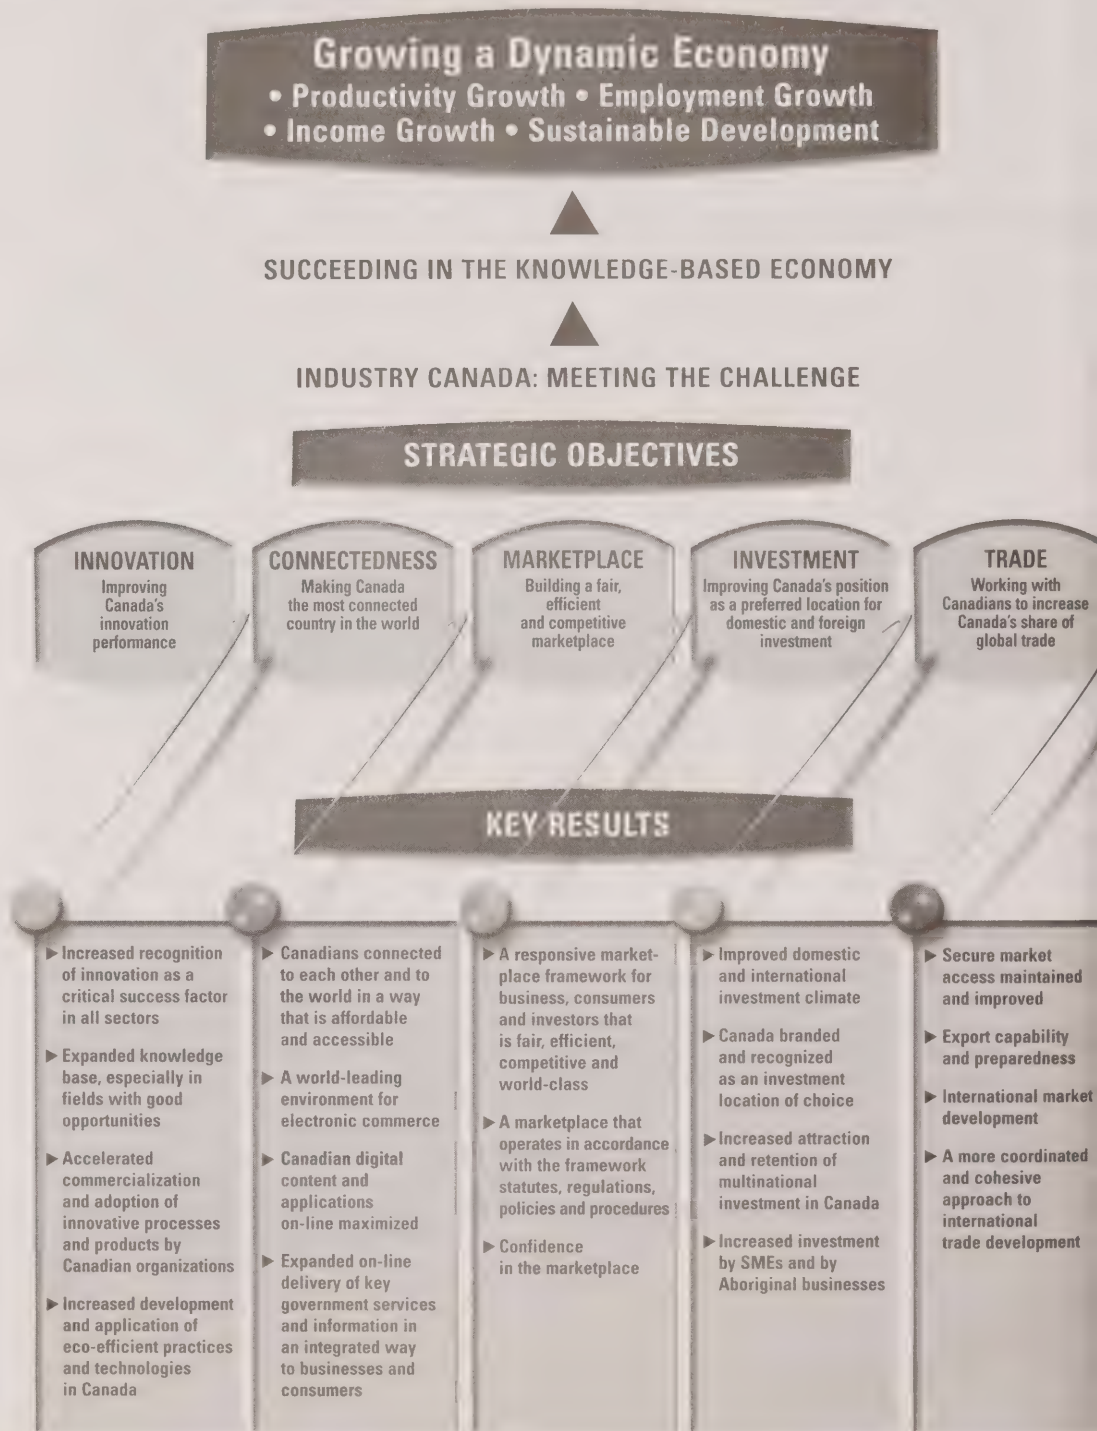 Growing a Dynamic Economy
• Productivity Growth • Employment Growth
• Income Growth • Sustainable Development
SUCCEEDING IN THE KNOWLEDGE-BASED ECONOMY
INDUSTRY CANADA: MEETING THE CHALLENGE
STRATEGIC OBJECTIVES
INNOVATION
Improving
Canada's
innovation
performance
CONNECTEDNESS
Making Canada
the most connected
country in the world
MARKETPLACE
Building a fair,
efficient
and competitive
marketplace
INVESTMENT
Improving Canada's position
as a preferred location for
domestic and foreign
investment
TRADE
Working with
Canadians to increase
Canada's share of
global trade
KEY RESULTS
▶ Increased recognition
of innovation as a
critical success factor
in all sectors
▶ Expanded knowledge
base, especially in
fields with good
opportunities
▶ Accelerated
commercialization
and adoption of
innovative processes
and products by
Canadian organizations
▶ Increased development
and application of
eco-efficient practices
and technologies
in Canada
▶ Canadians connected
to each other and to
the world in a way
that is affordable
and accessible
▶ A world-leading
environment for
electronic commerce
▶ Canadian digital
content and
applications
on-line maximized
▶ Expanded on-line
delivery of key
government services
and information in
an integrated way
to businesses and
consumers
▶ A responsive market-
place framework for
business, consumers
and investors that
is fair, efficient,
competitive and
world-class
▶ A marketplace that
operates in accordance
with the framework
statutes, regulations,
policies and procedures
▶ Confidence
in the marketplace
▶ Improved domestic
and international
investment climate
▶ Canada branded
and recognized
as an investment
location of choice
▶ Increased attraction
and retention of
multinational
investment in Canada
▶ Increased investment
by SMEs and by
Aboriginal businesses
▶ Secure market
access maintained
and improved
▶ Export capability
and preparedness
▶ International market
development
▶ A more coordinated
and cohesive
approach to
international
trade development